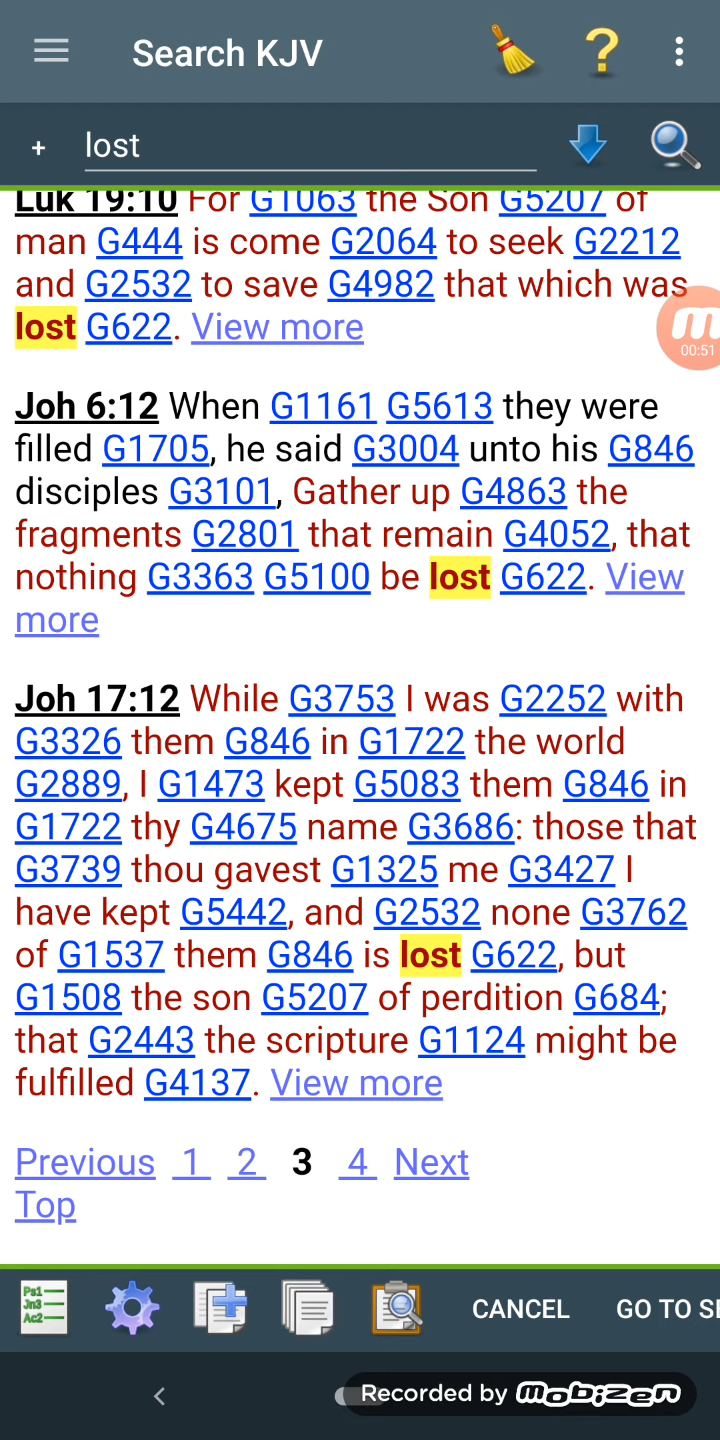 Search KJV
?
+ lost
Luk 19:10 For G1063 the Son G5207 of
man G444 is come G2064 to seek G2212
and G2532 to save G4982 that which was
lost G622. View more
m
00:51
Joh 6:12 When G1161 G5613 they were
filled G1705, he said G3004 unto his G846
disciples G3101, Gather up G4863 the
fragments G2801 that remain G4052, that
nothing G3363 G5100 be lost G622. View
more
Joh 17:12 While G3753 I was G2252 with
G3326 them G846 in G1722 the world
G2889, I G1473 kept G5083 them G846 in
G1722 thy G4675 name G3686: those that
G3739 thou gavest G1325 me G3427 I
have kept G5442, and G2532 none G3762
of G1537 them G846 is lost G622, but
G1508 the son G5207 of perdition G684;
that G2443 the scripture G1124 might be
fulfilled G4137. View more
Previous 1 2 3 4 Next
Top
Ps1
Jn3
Ac2
CANCEL GO TO SE
Recorded by mobizen